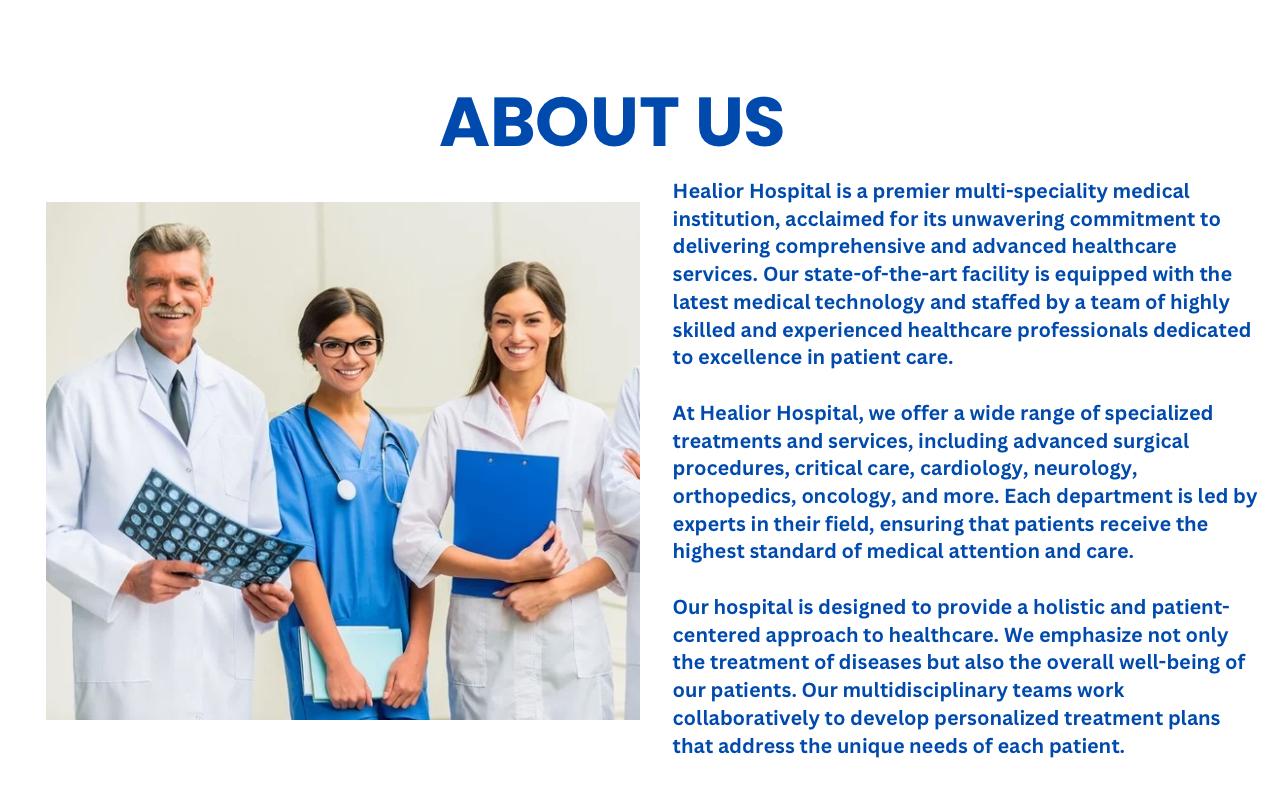 ABOUT US
Healior Hospital is a premier multi-speciality medical
institution, acclaimed for its unwavering commitment to
delivering comprehensive and advanced healthcare
services. Our state-of-the-art facility is equipped with the
latest medical technology and staffed by a team of highly
skilled and experienced healthcare professionals dedicated
to excellence in patient care.
At Healior Hospital, we offer a wide range of specialized
treatments and services, including advanced surgical
procedures, critical care, cardiology, neurology,
orthopedics, oncology, and more. Each department is led by
experts in their field, ensuring that patients receive the
highest standard of medical attention and care.
Our hospital is designed to provide a holistic and patient-
centered approach to healthcare. We emphasize not only
the treatment of diseases but also the overall well-being of
our patients. Our multidisciplinary teams work
collaboratively to develop personalized treatment plans
that address the unique needs of each patient.